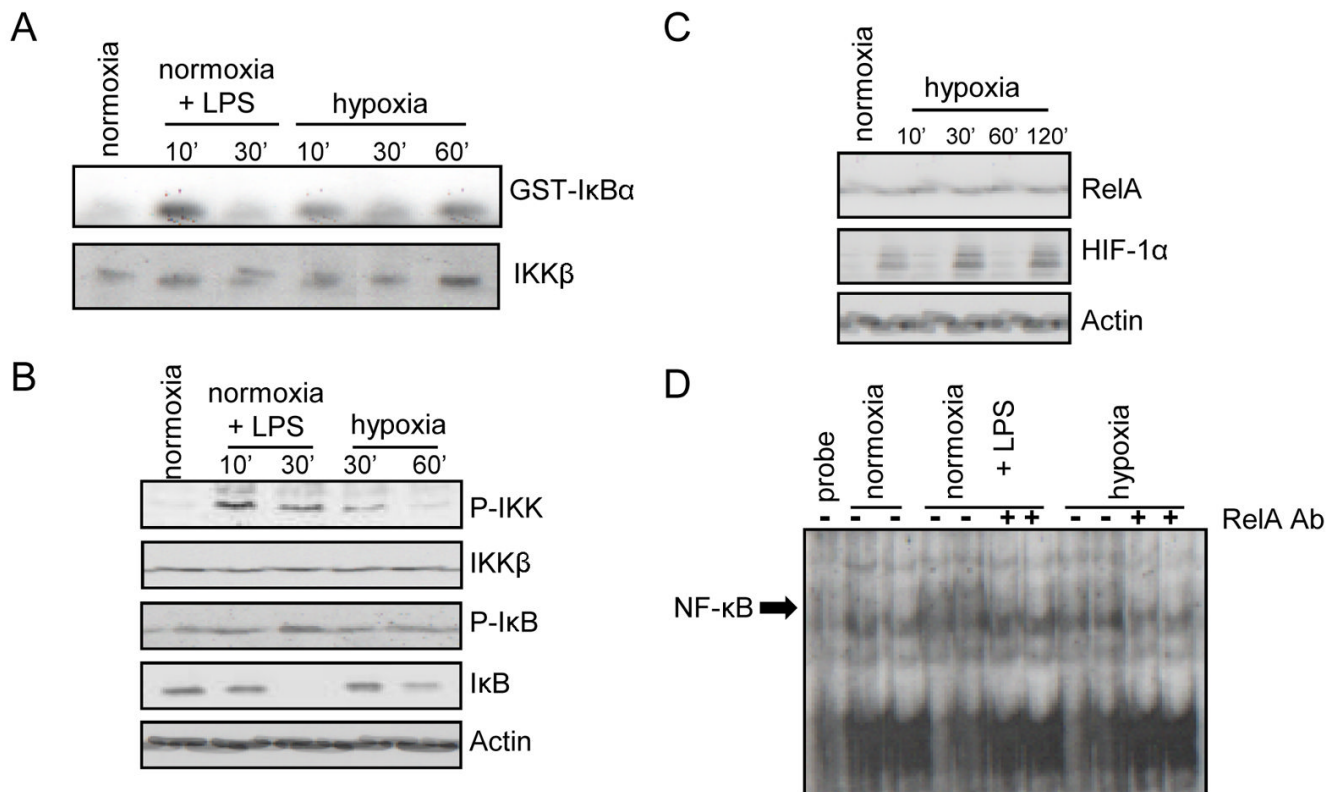 A
normoxia
normoxia
+ LPS
hypoxia
10’ 30’ 10’ 30’ 60’
GST-IκBα
IKKβ
B
normoxia
normoxia
+ LPS
hypoxia
10’ 30’ 30’ 60’
P-IKK
IKKβ
P-IκB
IκB
Actin
C
normoxia
hypoxia
10’ 30’ 60’ 120’
RelA
HIF-1α
Actin
D
probe
normoxia
normoxia
+ LPS
hypoxia
- - - - - + + - - + + RelA Ab
NF-κB